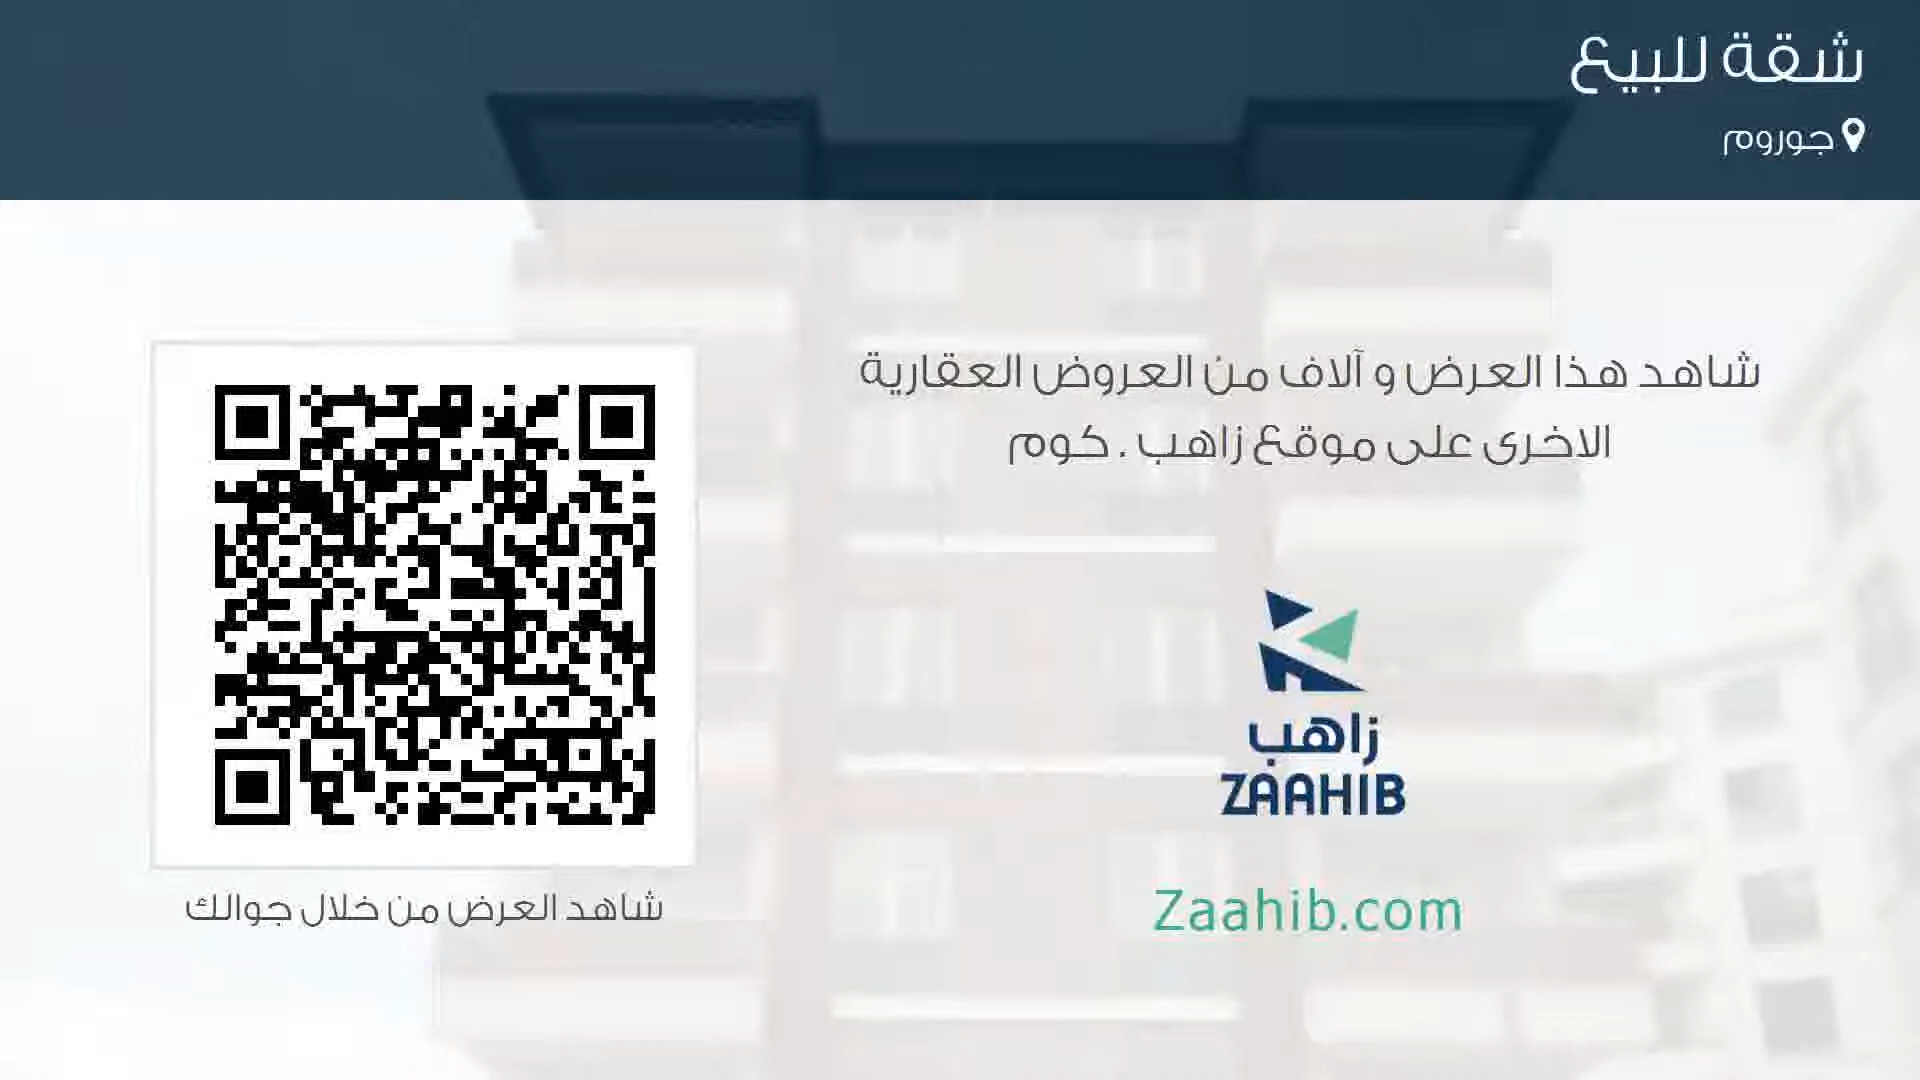 شقة للبيع
جوروم
شاهد هذا العرض و آلاف من العروض العقارية
الاخرى على موقع زاهب . كوم
زاهب
ZAAHIB
Zaahib.com
شاهد العرض من خلال جوالك